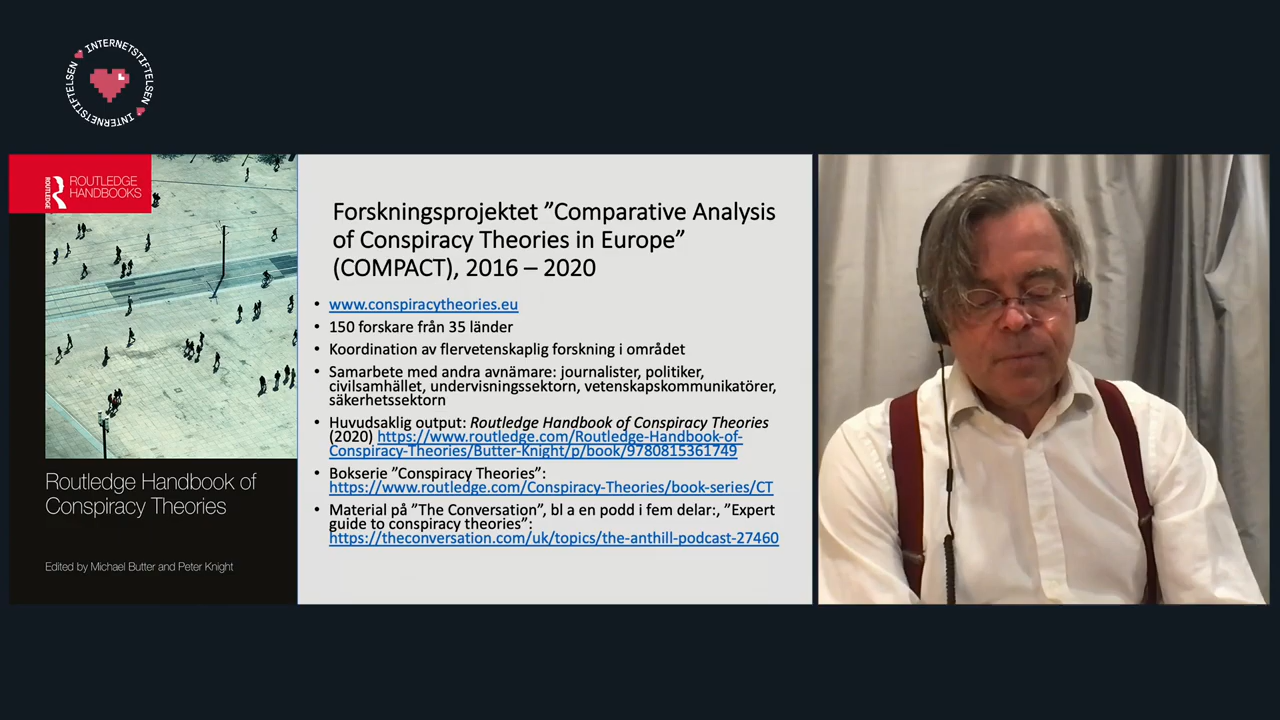 INTERNETSTIFTELSEN
INTERNETSTIFTELSEN
ROUTLEDGE
ROUTLEDGE
HANDBOOKS
Routledge Handbook of
Conspiracy Theories
Edited by Michael Butter and Peter Knight
Forskningsprojektet ”Comparative Analysis
of Conspiracy Theories in Europe”
(COMPACT), 2016 – 2020
• www.conspiracytheories.eu
• 150 forskare från 35 länder
• Koordination av flervetenskaplig forskning i området
• Samarbete med andra avnämare: journalister, politiker,
civilsamhället, undervisningssektorn, vetenskapskommunikatörer,
säkerhetssektorn
• Huvudsaklig output: Routledge Handbook of Conspiracy Theories
(2020) https://www.routledge.com/Routledge-Handbook-of-
Conspiracy-Theories/Butter-Knight/p/book/9780815361749
• Bokserie ”Conspiracy Theories”:
https://www.routledge.com/Conspiracy-Theories/book-series/CT
• Material på ”The Conversation”, bl a en podd i fem delar:, ”Expert
guide to conspiracy theories”:
https://theconversation.com/uk/topics/the-anthill-podcast-27460